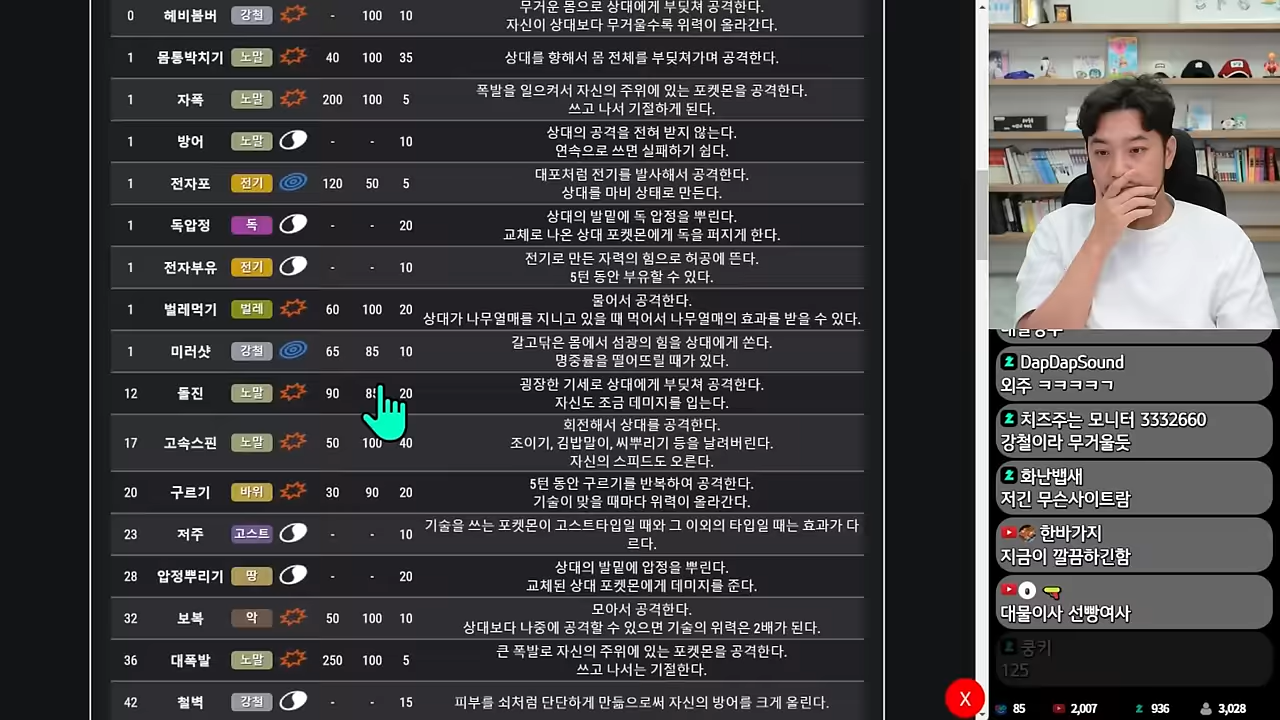 무거운 몸으로 상대에게 부딪쳐 공격한다.
0 헤비봄버 강철 - 100 10
자신이 상대보다 무거울수록 위력이 올라간다.
1 몸통박치기 노말 40 100 35 상대를 향해서 몸 전체를 부딪쳐가며 공격한다.
폭발을 일으켜서 자신의 주위에 있는 포켓몬을 공격한다.
1 자폭 노말 200 100 5
쓰고 나서 기절하게 된다.
상대의 공격을 전혀 받지 않는다.
1 방어 노말 - - 10
연속으로 쓰면 실패하기 쉽다.
대포처럼 전기를 발사해서 공격한다.
1 전자포 전기 120 50 5
상대를 마비 상태로 만든다.
상대의 발밑에 독 압정을 뿌린다.
1 독압정 독 - - 20
교체로 나온 상대 포켓몬에게 독을 퍼지게 한다.
전기로 만든 자력의 힘으로 허공에 뜬다.
1 전자부유 전기 - - 10
5턴 동안 부유할 수 있다.
물어서 공격한다.
1 벌레먹기 벌레 60 100 20
상대가 나무열매를 지니고 있을 때 먹어서 나무열매의 효과를 받을 수 있다.
갈고닦은 몸에서 섬광의 힘을 상대에게 쏜다.
1 미러샷 강철 65 85 10
명중률을 떨어뜨릴 때가 있다.
굉장한 기세로 상대에게 부딪쳐 공격한다.
12 돌진 노말 90 85 20
자신도 조금 데미지를 입는다.
회전해서 상대를 공격한다.
17 고속스핀 노말 50 100 40 조이기, 김밥말이, 씨뿌리기 등을 날려버린다.
자신의 스피드도 오른다.
5턴 동안 구르기를 반복하여 공격한다.
20 구르기 바위 30 90 20
기술이 맞을 때마다 위력이 올라간다.
기술을 쓰는 포켓몬이 고스트타입일 때와 그 이외의 타입일 때는 효과가 다
23 저주 고스트 - - 10
르다.
상대의 발밑에 압정을 뿌린다.
28 압정뿌리기 땅 - - 20
교체된 상대 포켓몬에게 데미지를 준다.
모아서 공격한다.
32 보복 악 50 100 10
상대보다 나중에 공격할 수 있으면 기술의 위력은 2배가 된다.
큰 폭발로 자신의 주위에 있는 포켓몬을 공격한다.
36 대폭발 노말 250 100 5
쓰고 나서는 기절한다.
42 철벽 강철 - - 15 피부를 쇠처럼 단단하게 만듦으로써 자신의 방어를 크게 올린다.
DapDapSound
외주 ㅋㅋㅋㅋㄱ
치즈주는 모니터 3332660
강철이라 무거울듯
화난뱁새
저긴 무슨사이트람
한바가지
지금이 깔끔하긴함
대물이사 선빵여사
쿵키
125
X
85 2,007 936 3,028